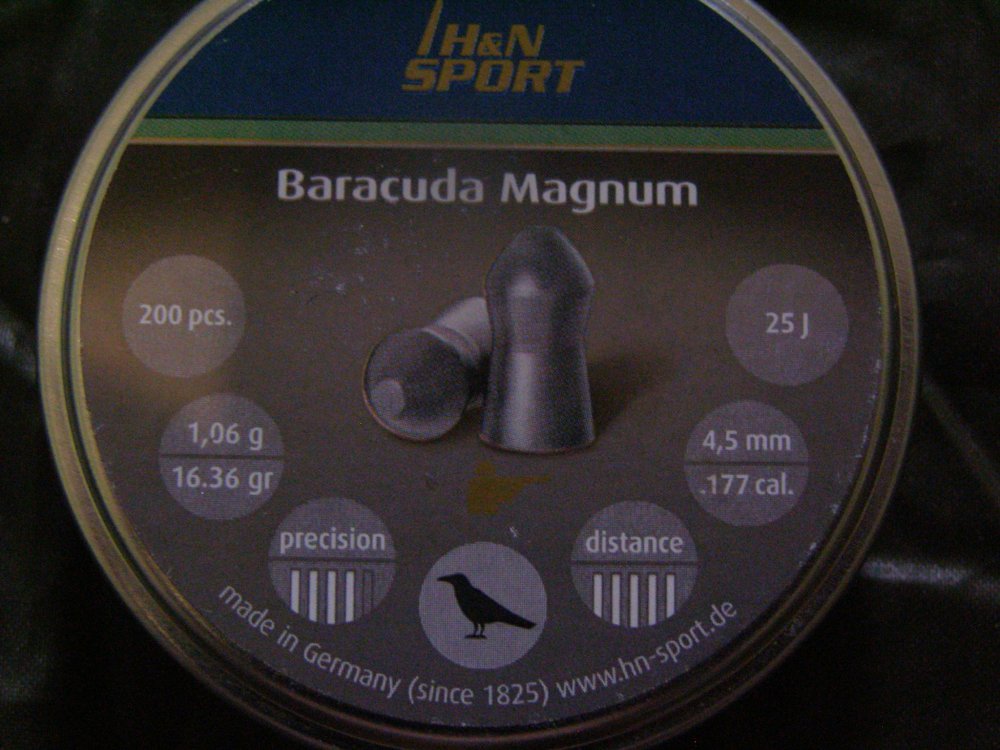 H&N
SPORT
Baracuda Magnum
200 pcs.
25 J
1,06 g
16.36 gr
4,5 mm
.177 cal.
precision
distance
made in Germany (since 1825) www.hn-sport.de